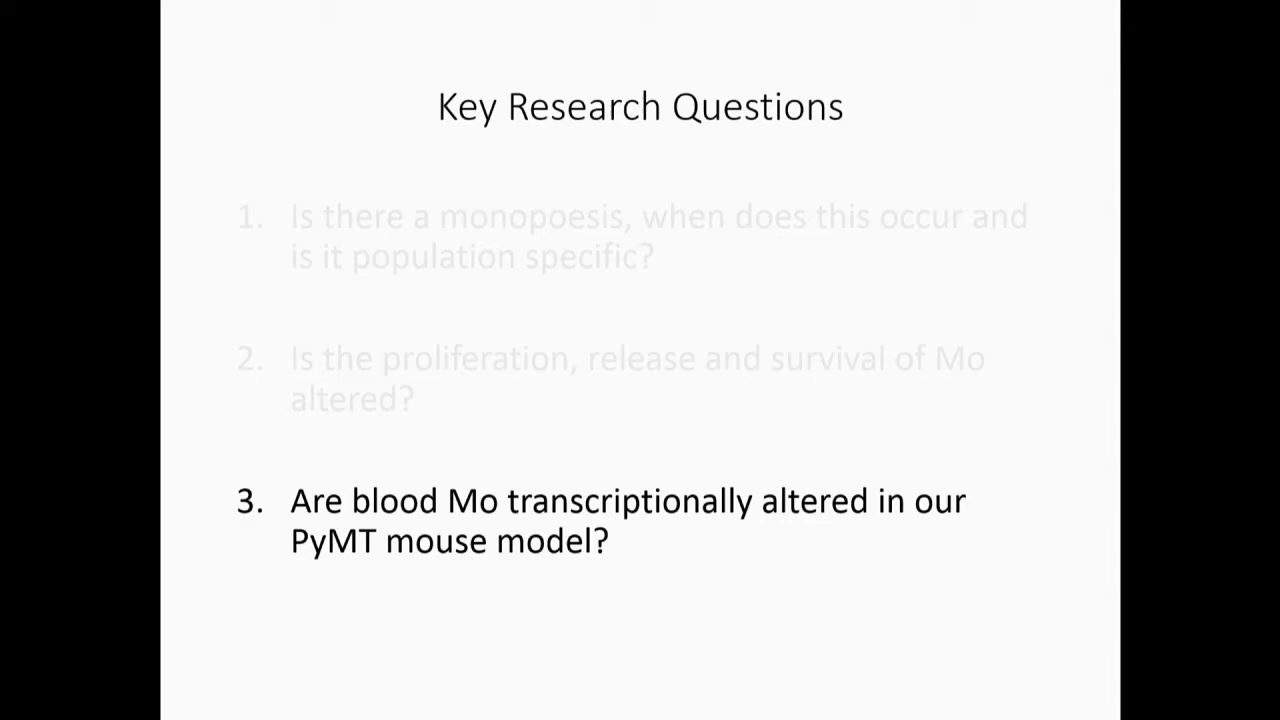 Key Research Questions
1. Is there a monopoesis, when does this occur and
is it population specific?
2. Is the proliferation, release and survival of Mo
altered?
3. Are blood Mo transcriptionally altered in our
PyMT mouse model?